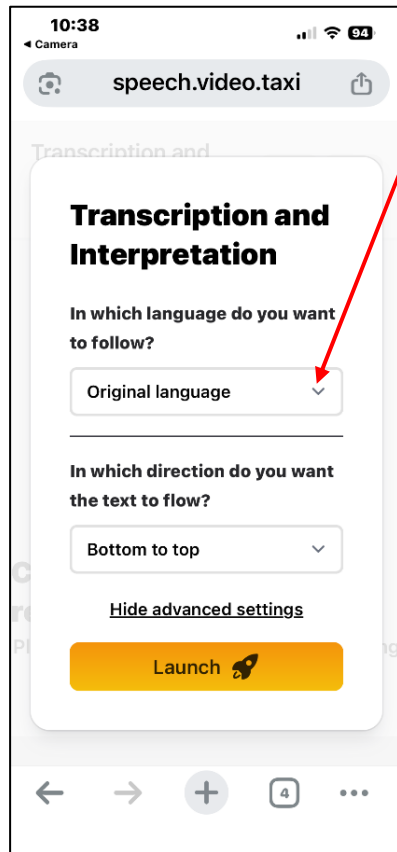 10:38
94
Camera
speech.video.taxi
Transcription and
Transcription and
Interpretation
In which language do you want
to follow?
Original language
In which direction do you want
the text to flow?
Bottom to top
Hide advanced settings
Launch
4